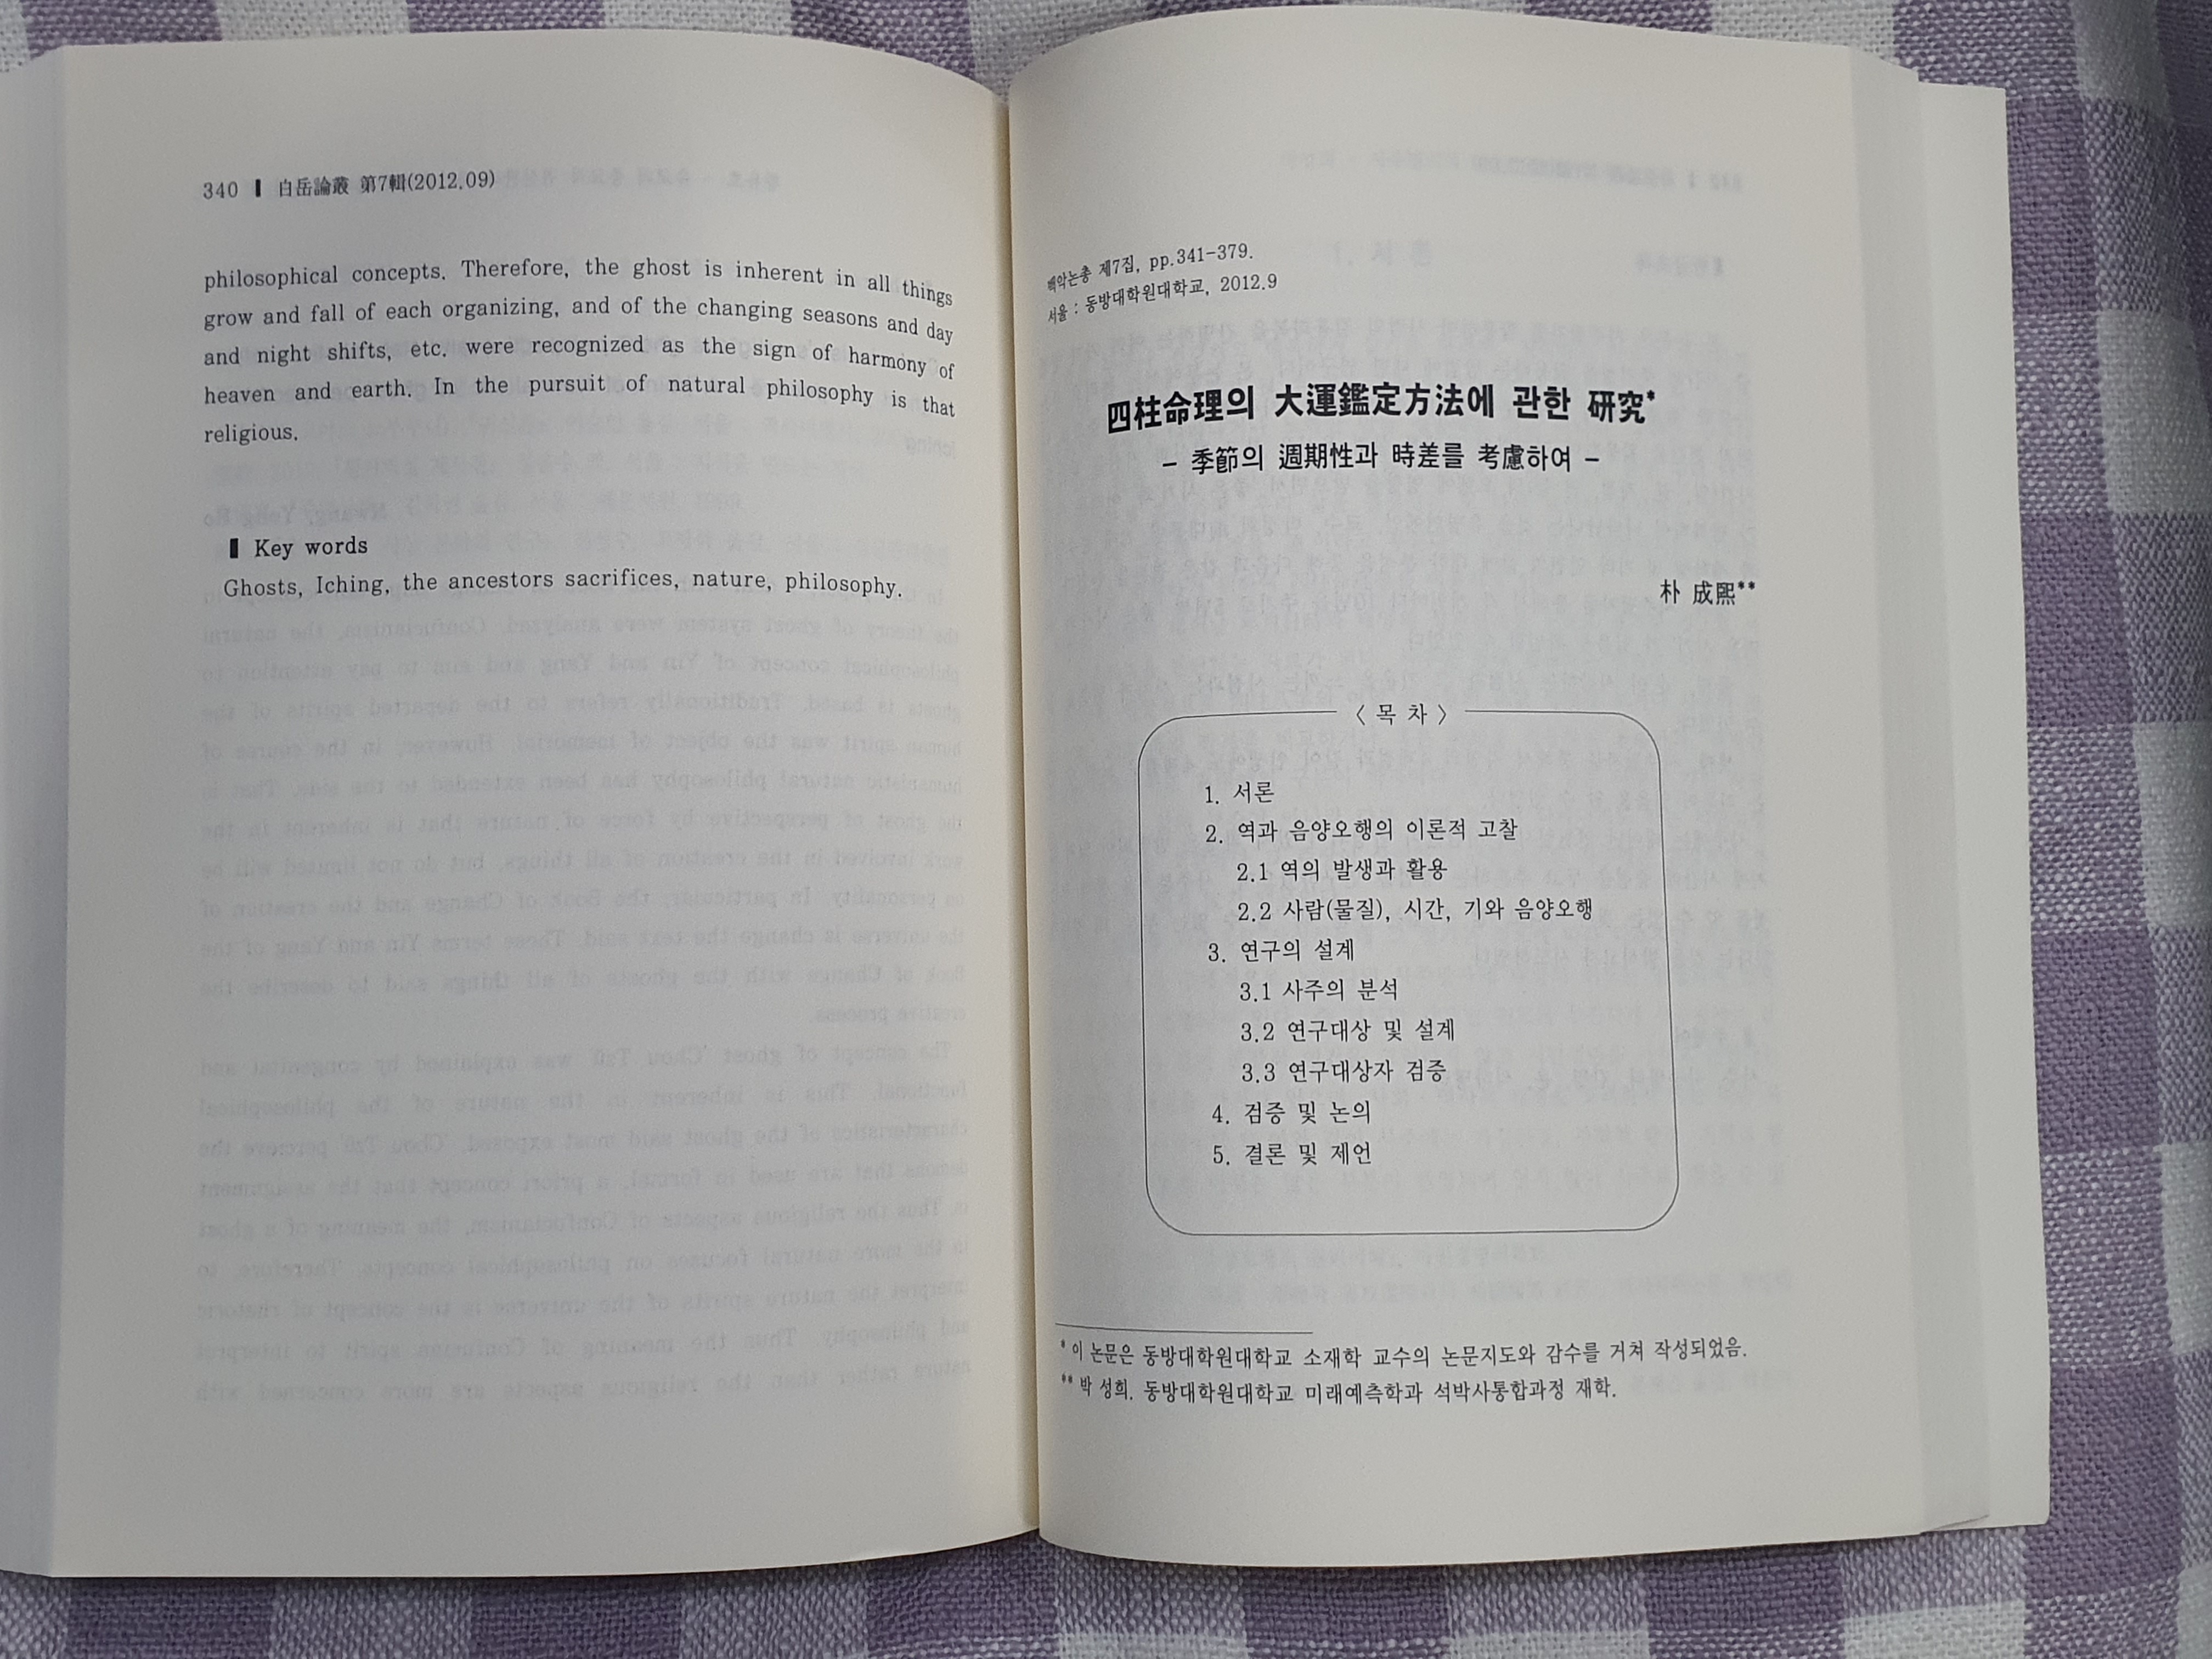 340 ▌ 白岳論叢 第7輯(2012.09)
philosophical concepts. Therefore, the ghost is inherent in all things
grow and fall of each organizing, and of the changing seasons and day
and night shifts, etc. were recognized as the sign of harmony of
heaven and earth. In the pursuit of natural philosophy is that
religious.
▌ Key words
Ghosts, Iching, the ancestors sacrifices, nature, philosophy.
백악논총 제7집, pp.341-379.
서울 : 동방대학원대학교, 2012.9
四柱命理의 大運鑑定方法에 관한 研究*
- 季節의 週期性과 時差를 考慮하여 -
朴 成熙**
〈 목 차 〉
1. 서론
2. 역과 음양오행의 이론적 고찰
2.1 역의 발생과 활용
2.2 사람(물질), 시간, 기와 음양오행
3. 연구의 설계
3.1 사주의 분석
3.2 연구대상 및 설계
3.3 연구대상자 검증
4. 검증 및 논의
5. 결론 및 제언
* 이 논문은 동방대학원대학교 소재학 교수의 논문지도와 감수를 거쳐 작성되었음.
** 박 성희. 동방대학원대학교 미래예측학과 석박사통합과정 재학.